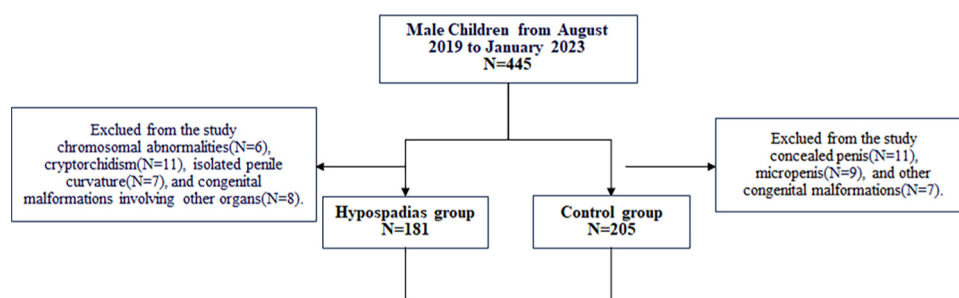 Male Children from August
2019 to January 2023
N=445
Exclued from the study
chromosomal abnormalities(N=6),
cryptorchidism(N=11), isolated penile
curvature(N=7), and congenital
malformations involving other organs(N=8).
Exclued from the study
concealed penis(N=11),
micropenis(N=9), and other
congenital malformations(N=7).
Hypospadias group
N=181
Control group
N=205